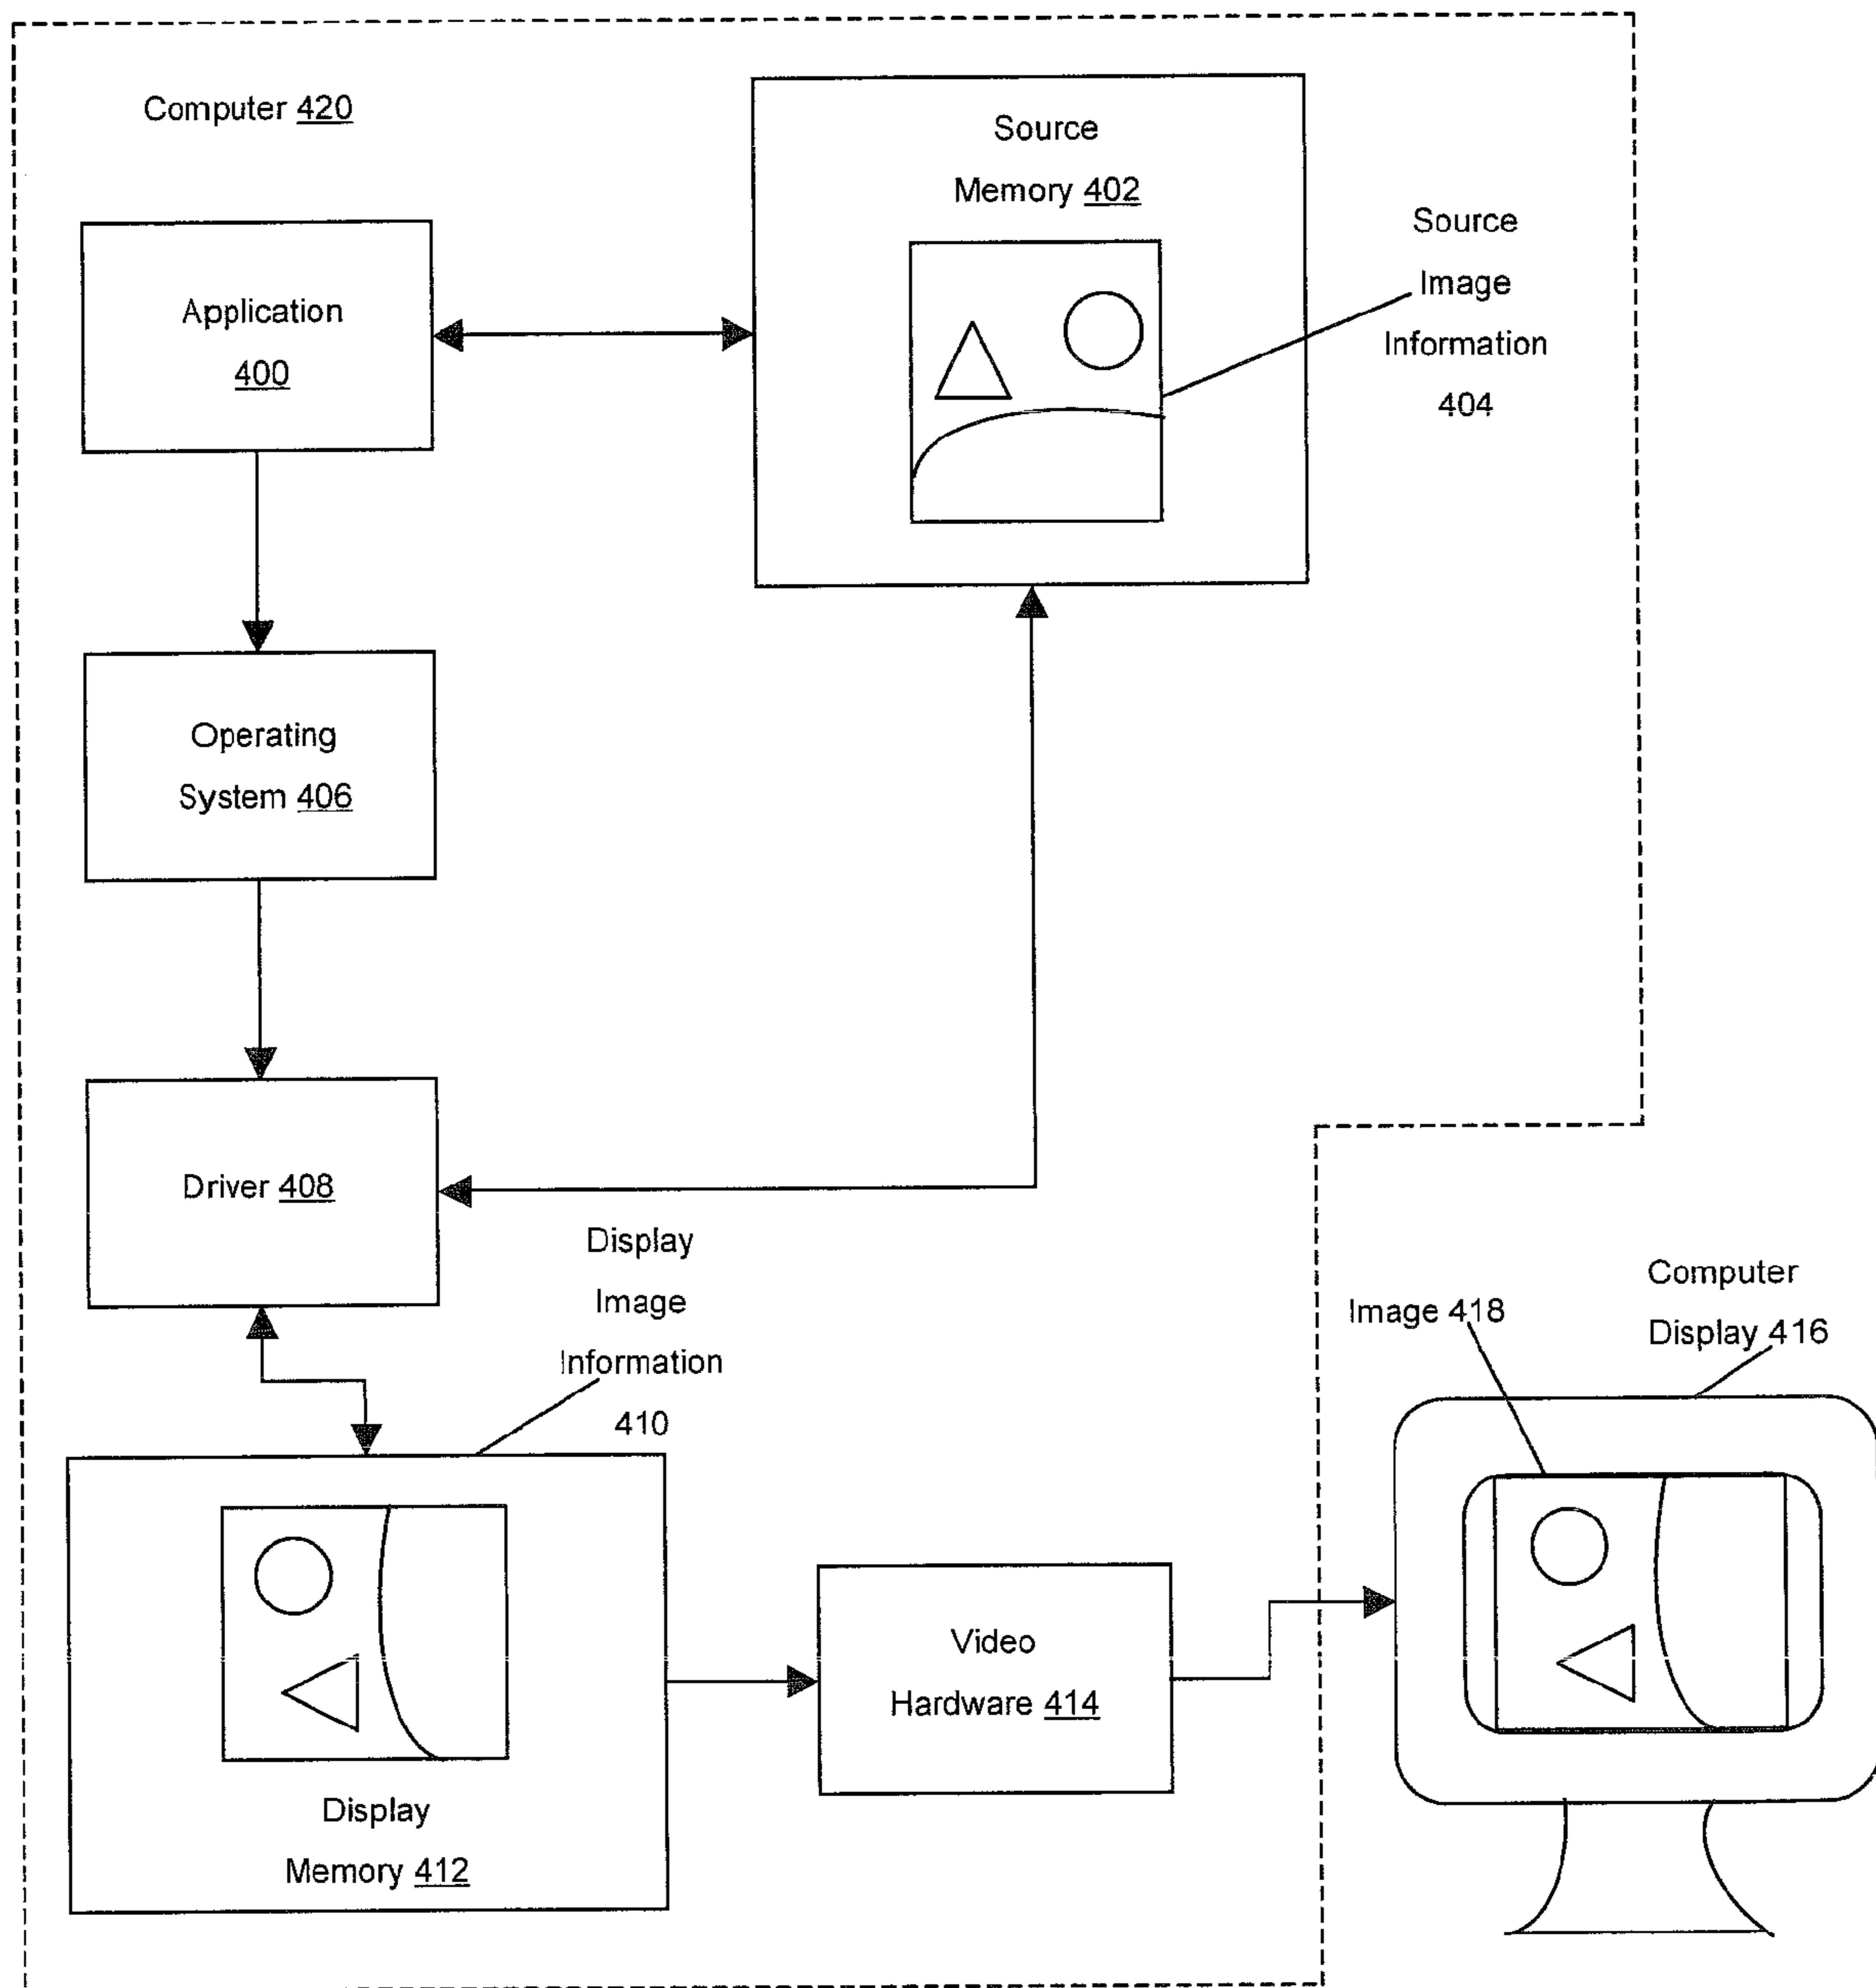 Computer 420
Source
Memory 402
Source
Image
Information
404
Application
400
Operating
System 406
Driver 408
Display
Image
Information
410
Computer
Display 416
Image 418
Video
Hardware 414
Display
Memory 412